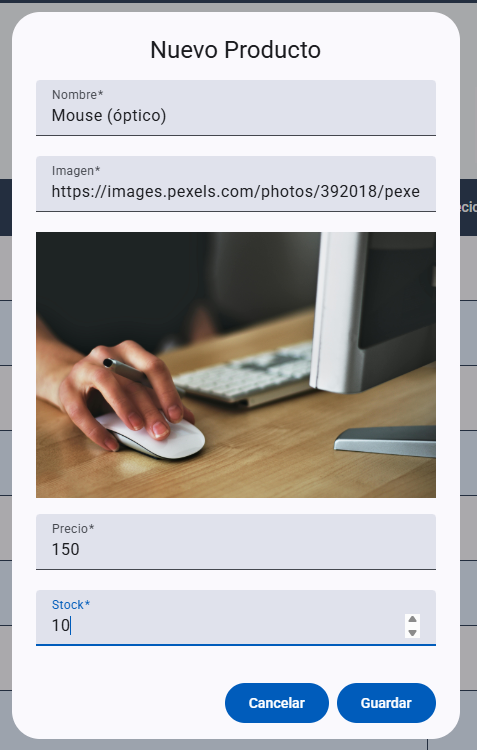 Nuevo Producto
Nombre*
Mouse (óptico)
Imagen*
https://images.pexels.com/photos/392018/pexe
Precio*
150
Stock*
10
Cancelar
Guardar